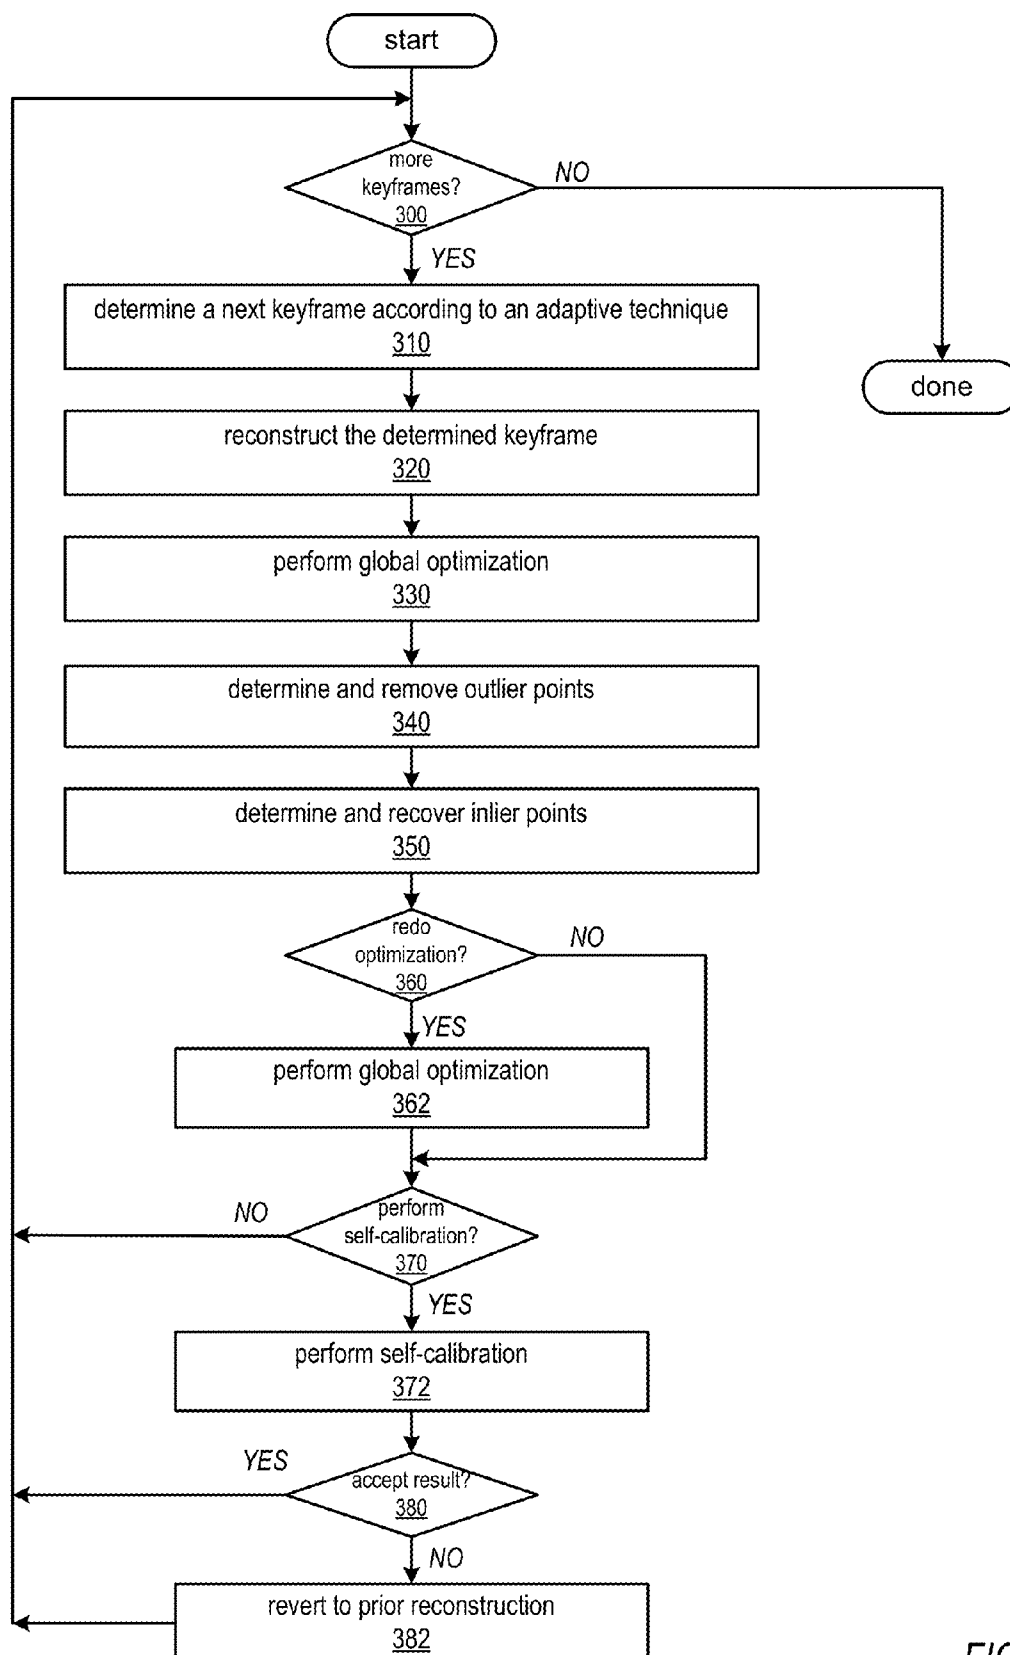 start
more
keyframes?
300
NO
YES
determine a next keyframe according to an adaptive technique
310
done
reconstruct the determined keyframe
320
perform global optimization
330
determine and remove outlier points
340
determine and recover inlier points
350
redo
optimization?
360
NO
YES
perform global optimization
362
perform
self-calibration?
370
NO
YES
perform self-calibration
372
accept result?
380
YES
NO
revert to prior reconstruction
382